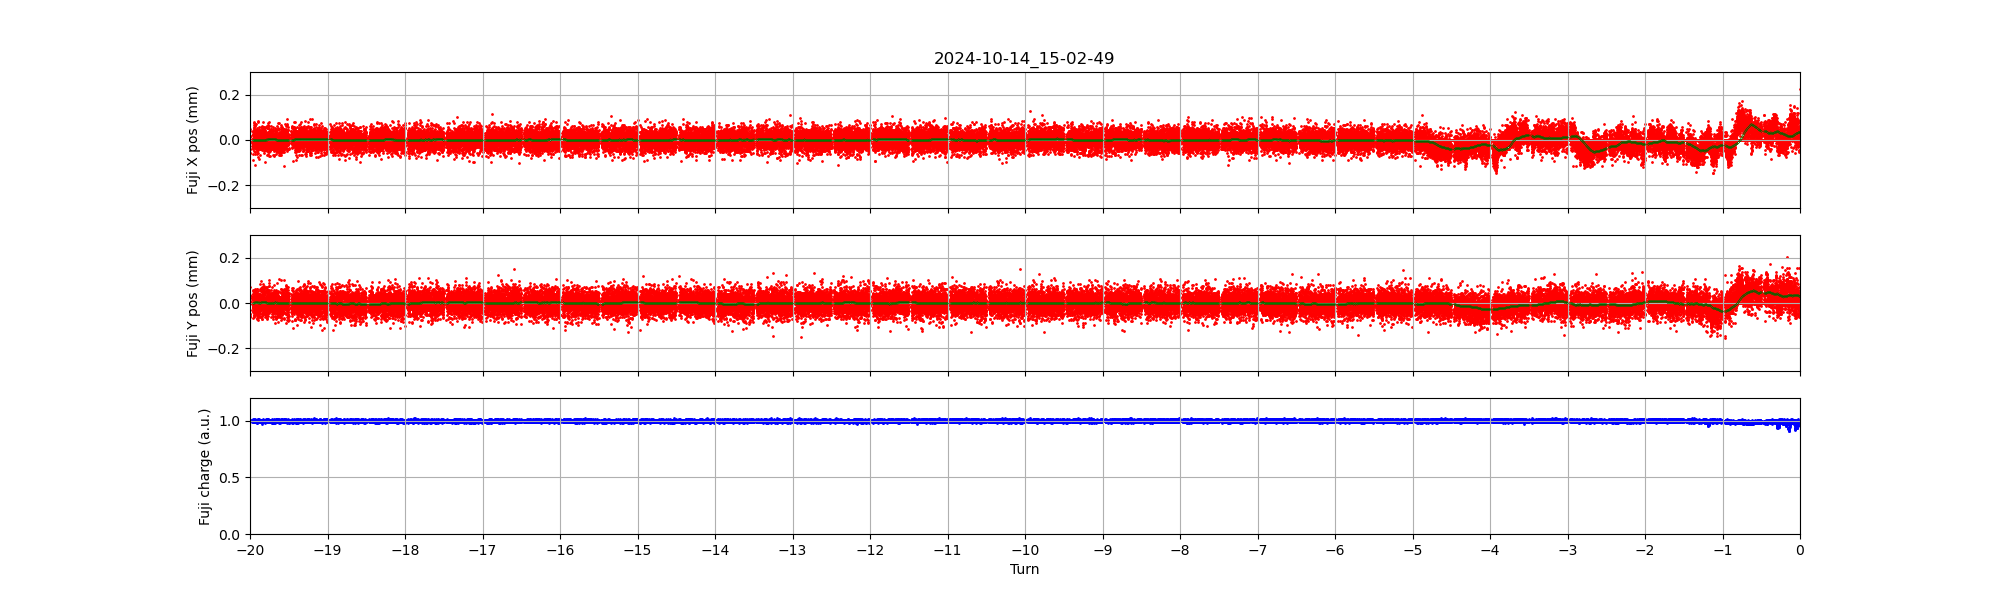 2024-10-14_15-02-49
Fuji X pos (mm)
0.2
0.0
−0.2
Fuji Y pos (mm)
0.2
0.0
−0.2
Fuji charge (a.u.)
1.0
0.5
0.0
−20 −19 −18 −17 −16 −15 −14 −13 −12 −11 −10 −9 −8 −7 −6 −5 −4 −3 −2 −1 0
Turn